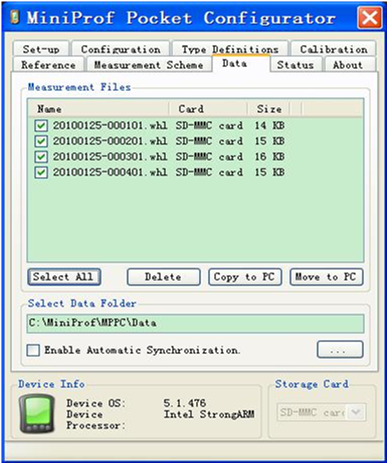 MiniProf Pocket Configurator
Set-up Configuration Type Definitions Calibration
Reference Measurement Scheme Data Status About
Measurement Files
Name Card Size
20100125-000101.whl SD-MMC card 14 KB
20100125-000201.whl SD-MMC card 15 KB
20100125-000301.whl SD-MMC card 16 KB
20100125-000401.whl SD-MMC card 15 KB
Select All Delete Copy to PC Move to PC
Select Data Folder
C:\MiniProf\MPPC\Data
Enable Automatic Synchronization. ...
Device Info Storage Card
Device OS: 5.1.476
Device Intel StrongARM SD-MMC card
Processor: